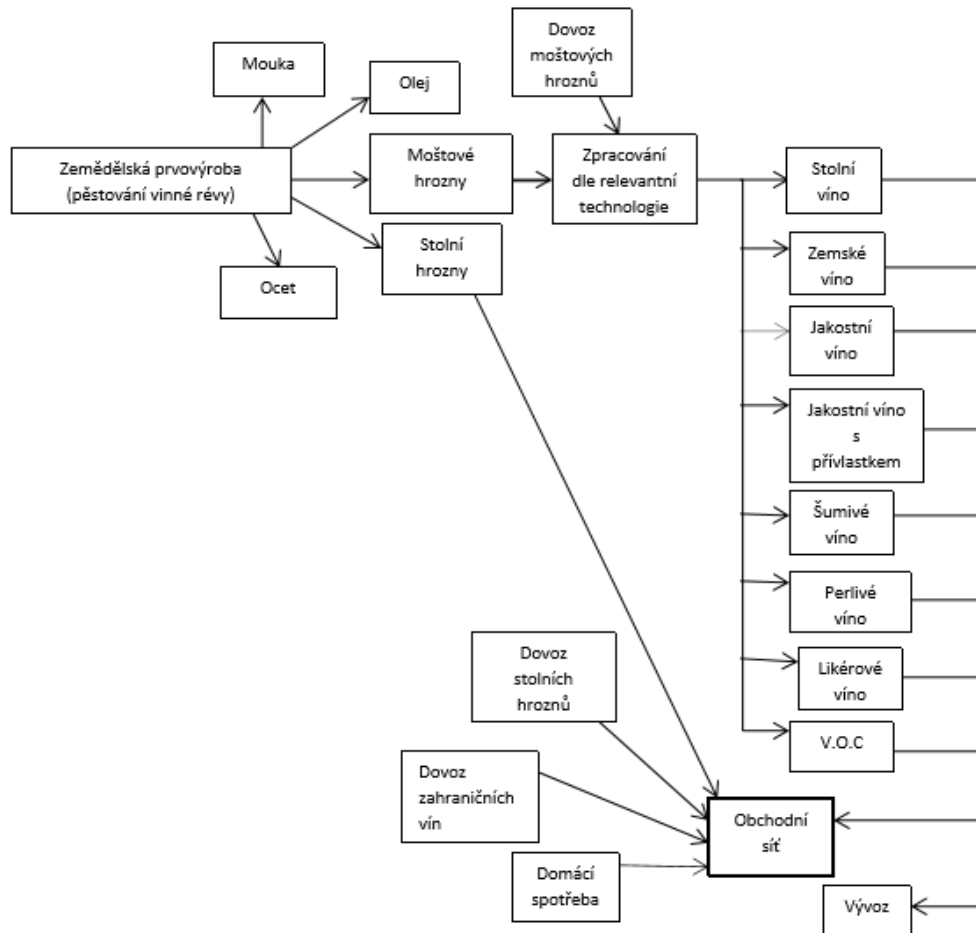 Mouka
Olej
Dovoz
moštových
hroznů
Zemědělská prvovýroba
(pěstování vinné révy)
Moštové
hrozny
Zpracování
dle relevantní
technologie
Stolní
víno
Stolní
hrozny
Ocet
Zemské
víno
Jakostní
víno
Jakostní víno
s
přívlastkem
Šumivé
víno
Perlivé
víno
Likérové
víno
V.O.C
Dovoz
stolních
hroznů
Dovoz
zahraničních
vín
Domácí
spotřeba
Obchodní
síť
Vývoz